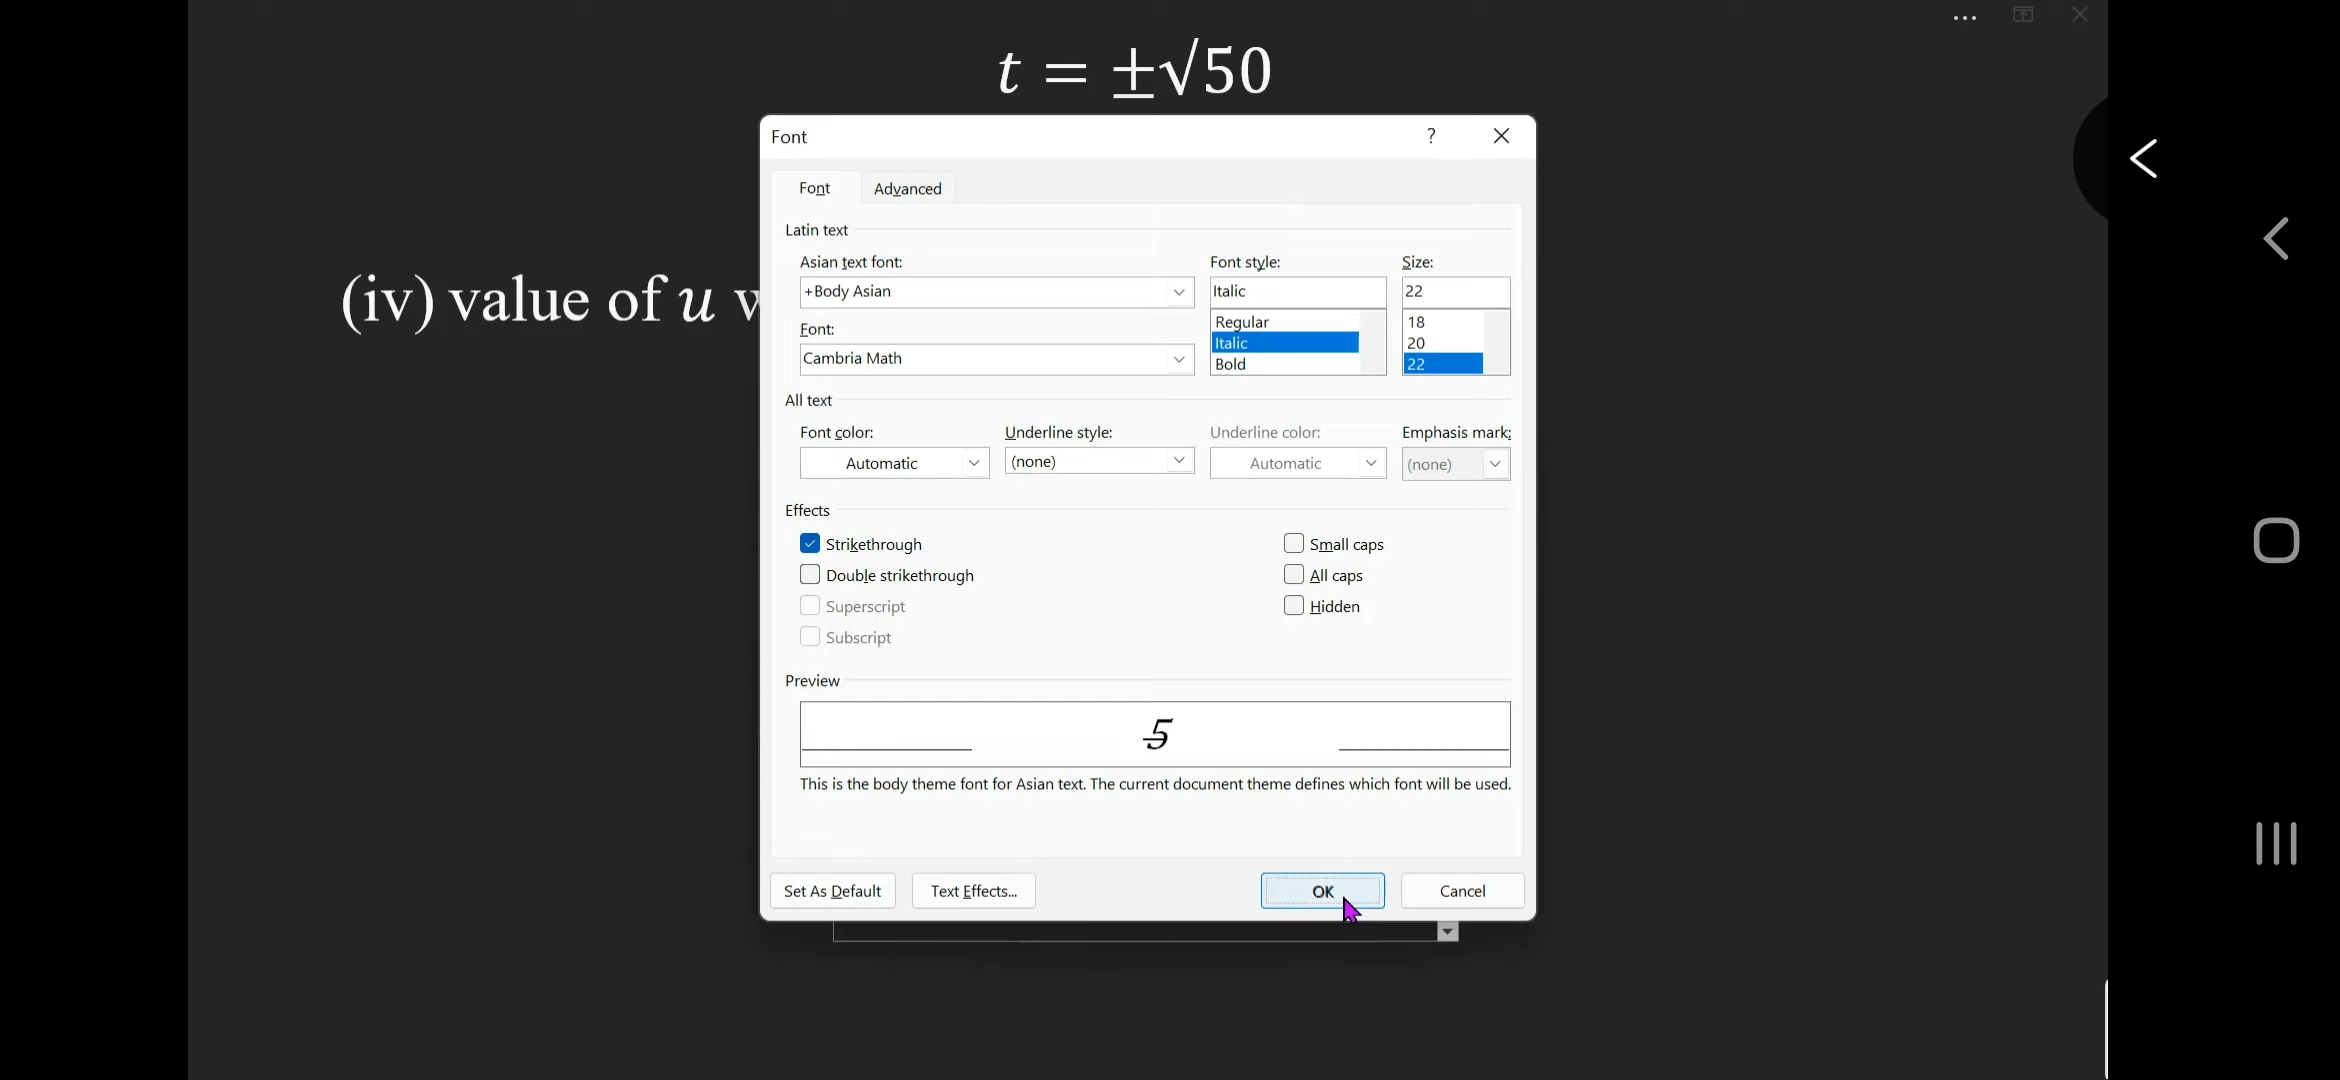 t = ±√50
Font ?
Font Advanced
Latin text
Asian text font: Font style: Size:
+Body Asian Italic 22
Font: Regular 18
Italic 20
Cambria Math Bold 22
(iv) value of u
All text
Font color: Underline style: Underline color: Emphasis mark:
Automatic (none) Automatic (none)
Effects
Strikethrough Small caps
Double strikethrough All caps
Superscript Hidden
Subscript
Preview
5
This is the body theme font for Asian text. The current document theme defines which font will be used.
Set As Default Text Effects... OK Cancel